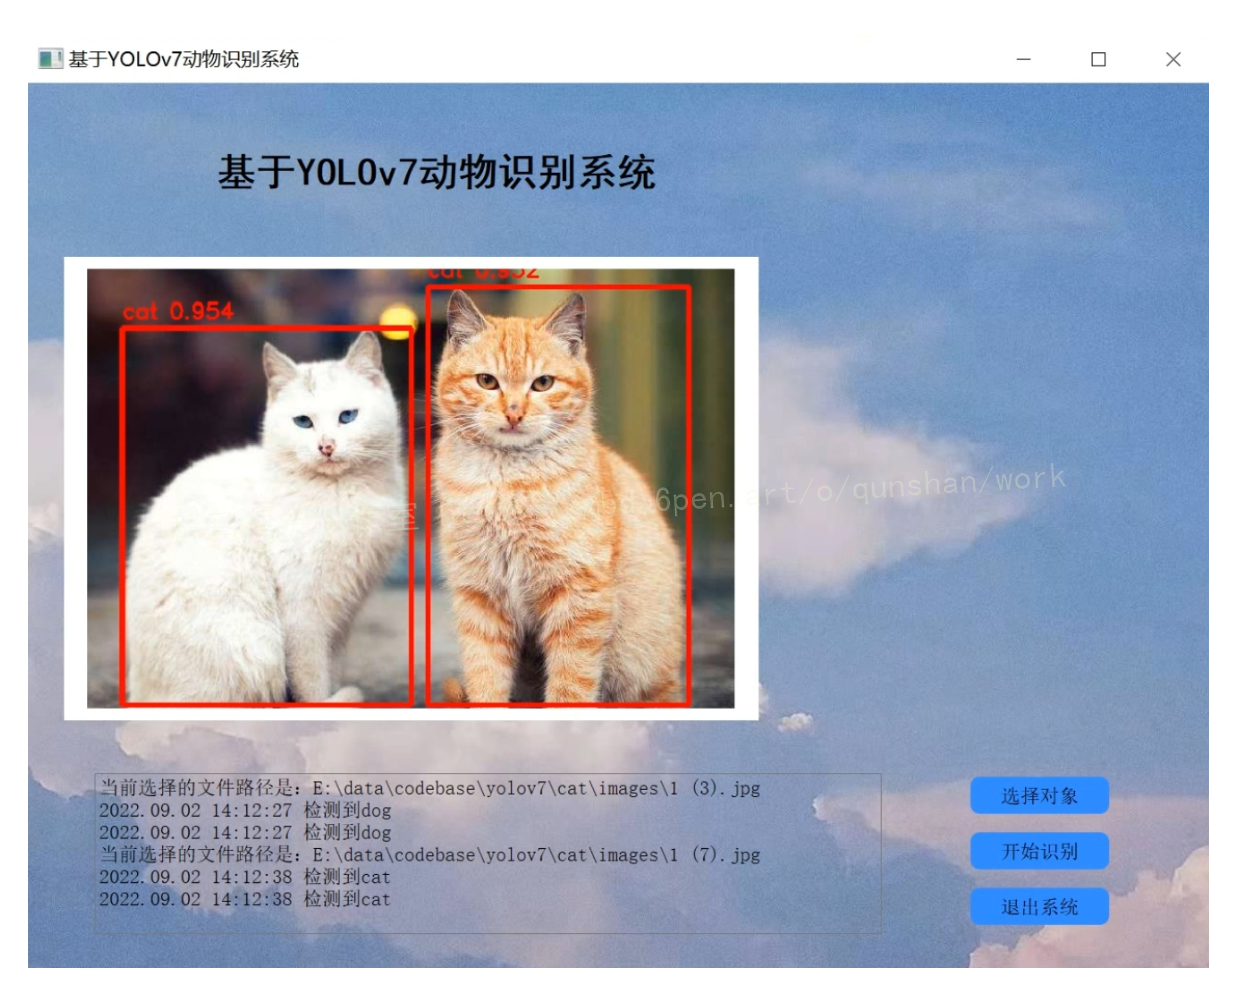 基于YOLOv7动物识别系统
基于YOLOv7动物识别系统
cat 0.952
cat 0.954
6pen.art/o/qunshan/work
当前选择的文件路径是：E:\data\codebase\yolov7\cat\images\1 (3).jpg
2022.09.02 14:12:27 检测到dog
2022.09.02 14:12:27 检测到dog
当前选择的文件路径是：E:\data\codebase\yolov7\cat\images\1 (7).jpg
2022.09.02 14:12:38 检测到cat
2022.09.02 14:12:38 检测到cat
选择对象
开始识别
退出系统